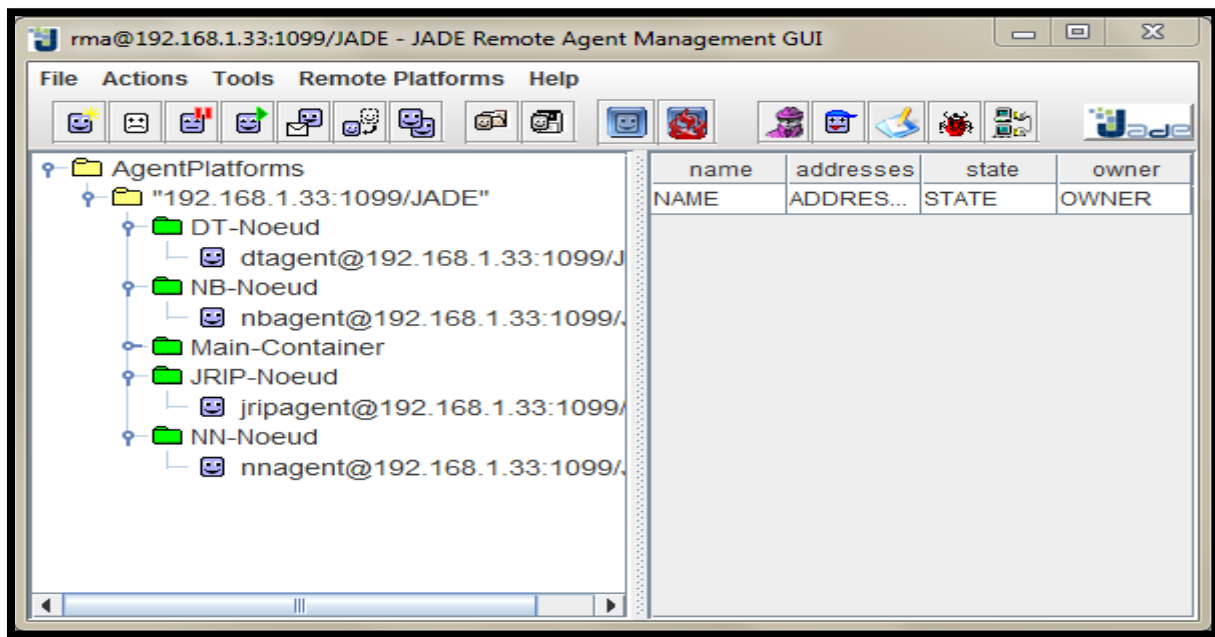 rma@192.168.1.33:1099/JADE - JADE Remote Agent Management GUI
File Actions Tools Remote Platforms Help
Jade
AgentPlatforms
"192.168.1.33:1099/JADE"
DT-Noeud
dtagent@192.168.1.33:1099/J
NB-Noeud
nbagent@192.168.1.33:1099/
Main-Container
JRIP-Noeud
jripagent@192.168.1.33:1099/
NN-Noeud
nnagent@192.168.1.33:1099/
name addresses state owner
NAME ADDRES... STATE OWNER